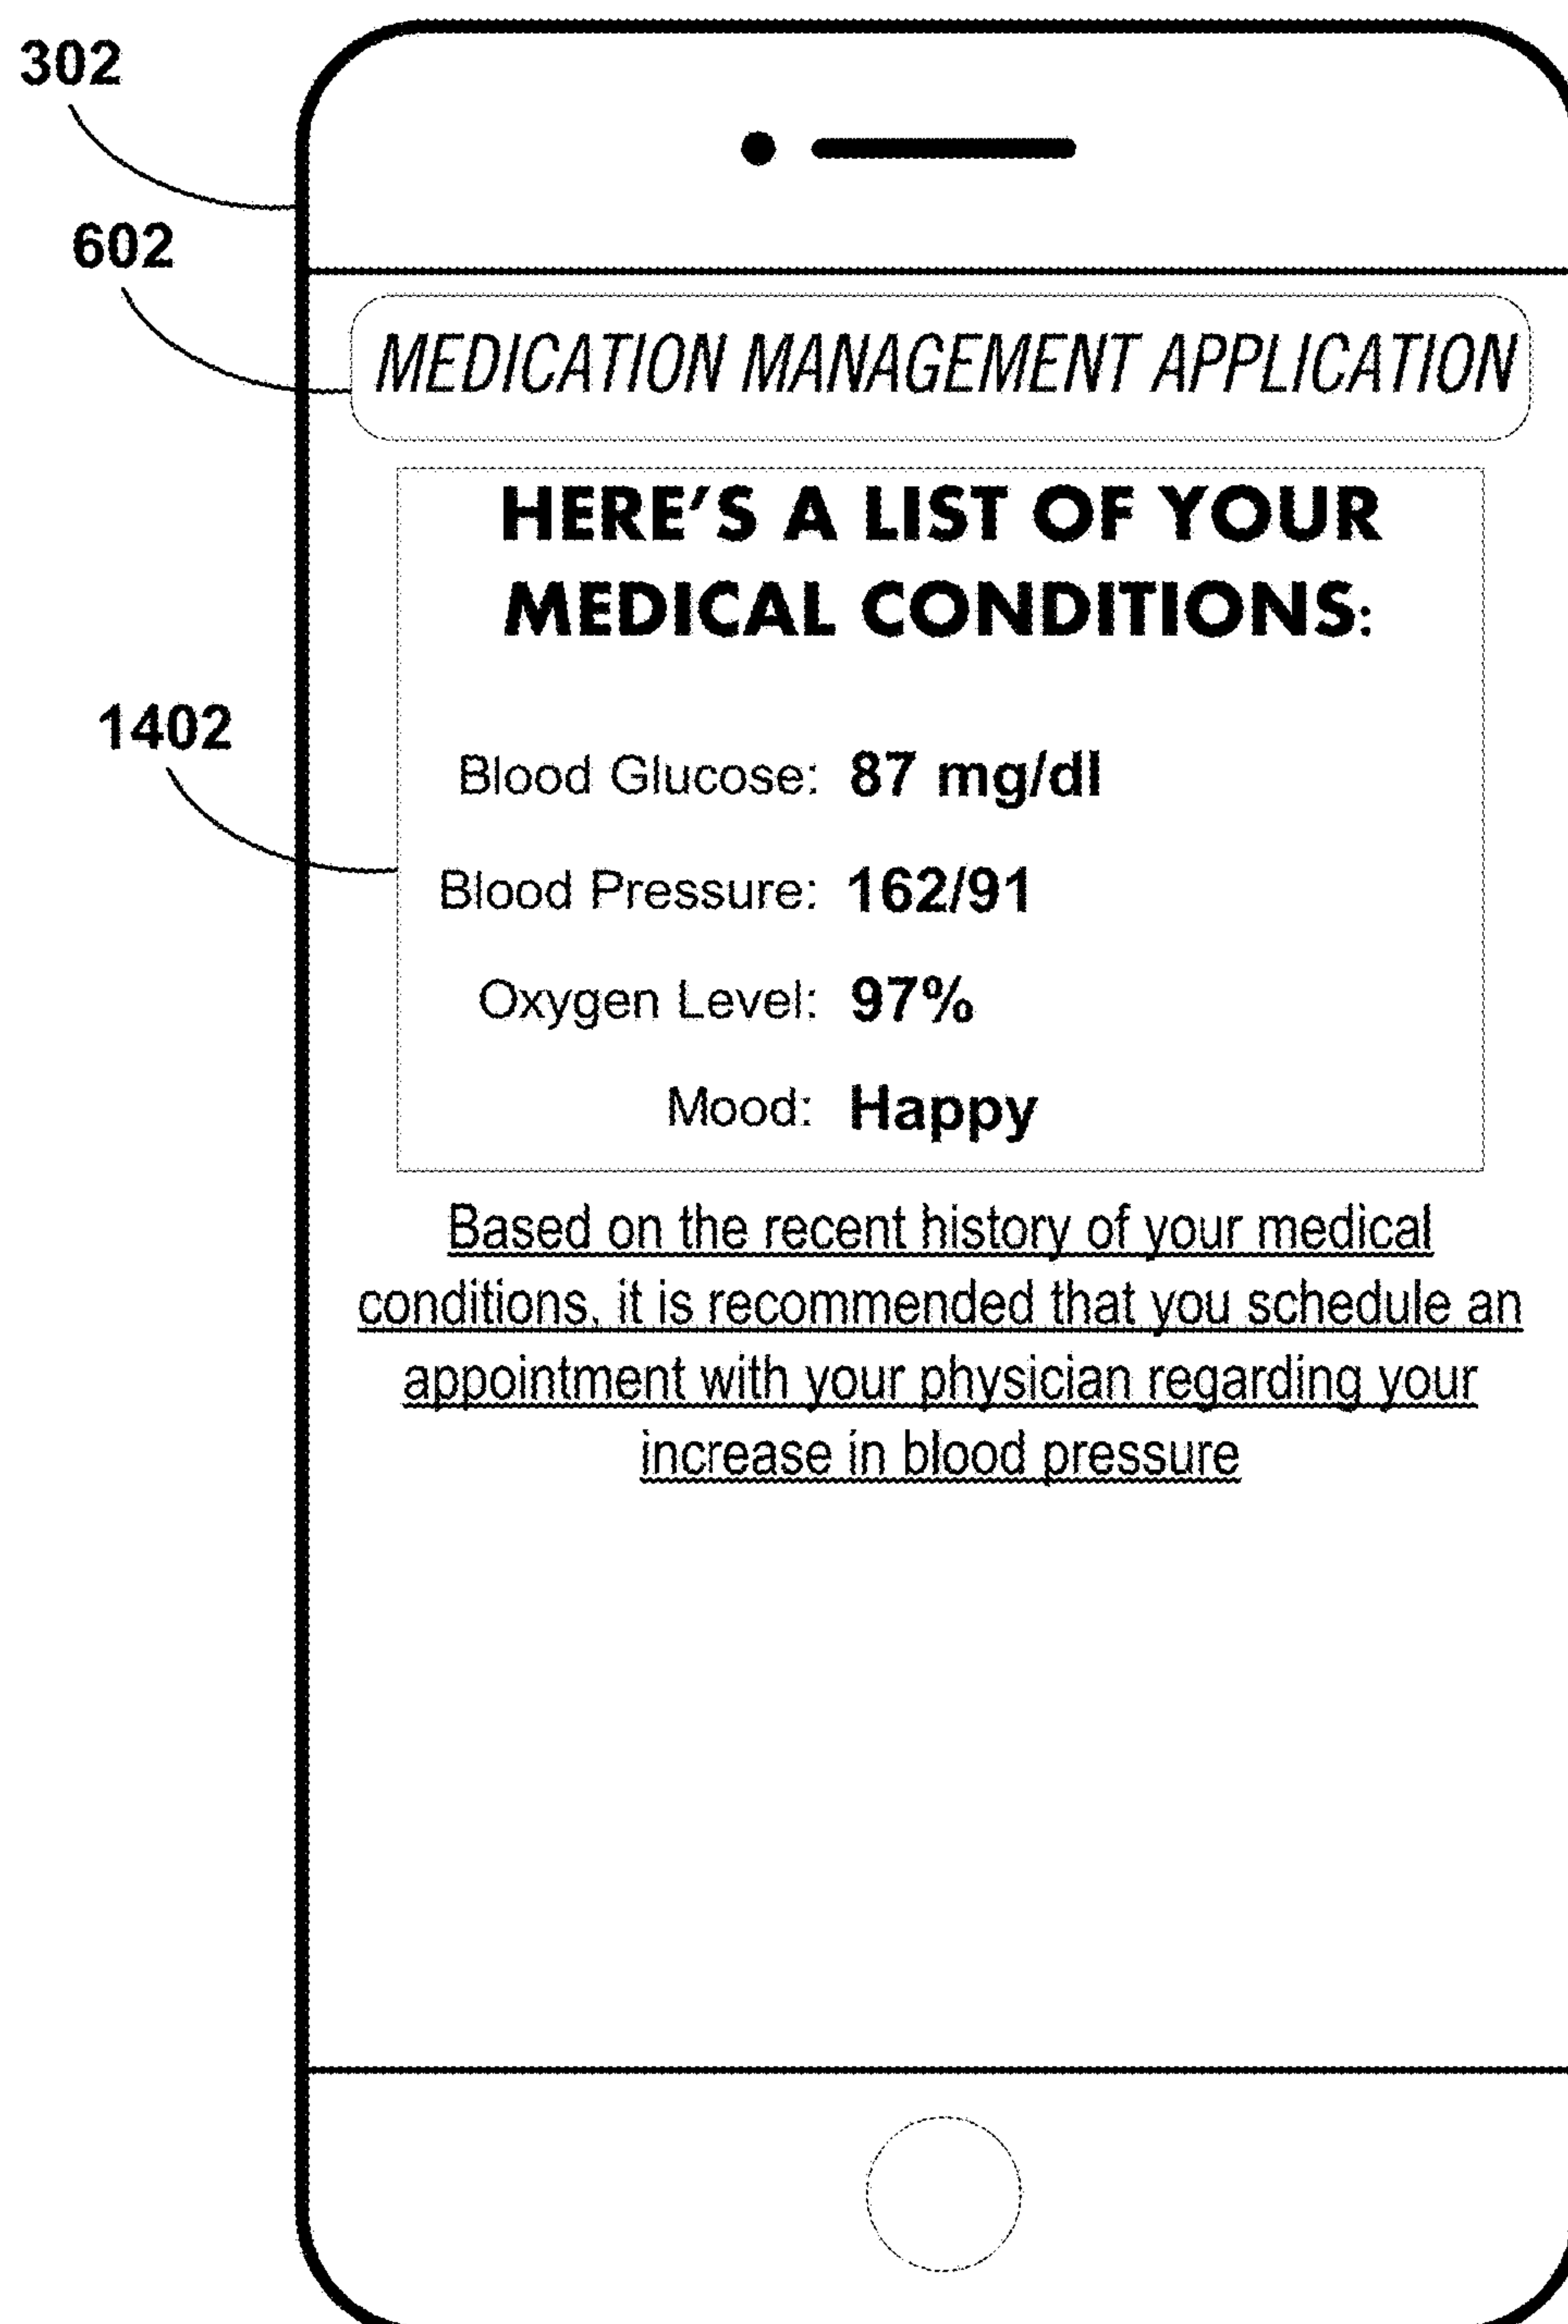 302
602
MEDICATION MANAGEMENT APPLICATION
HERE'S A LIST OF YOUR
MEDICAL CONDITIONS:
1402
Blood Glucose: 87 mg/dl
Blood Pressure: 162/91
Oxygen Level: 97%
Mood: Happy
Based on the recent history of your medical
conditions, it is recommended that you schedule an
appointment with your physician regarding your
increase in blood pressure